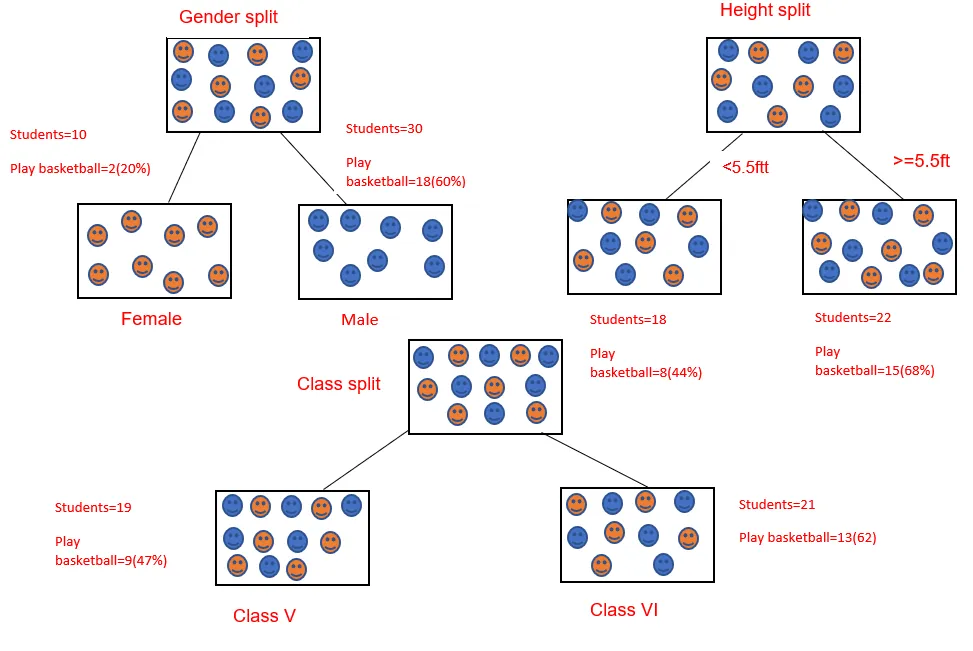 Gender split
Students=10
Play basketball=2(20%)
Students=30
Play
basketball=18(60%)
Female
Male
Height split
<5.5ftt
>=5.5ft
Students=18
Play
basketball=8(44%)
Students=22
Play
basketball=15(68%)
Class split
Students=19
Play
basketball=9(47%)
Class V
Students=21
Play basketball=13(62)
Class VI